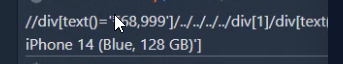 //div[text()='₹68,999']/../../../../div[1]/div[text(
iPhone 14 (Blue, 128 GB)']